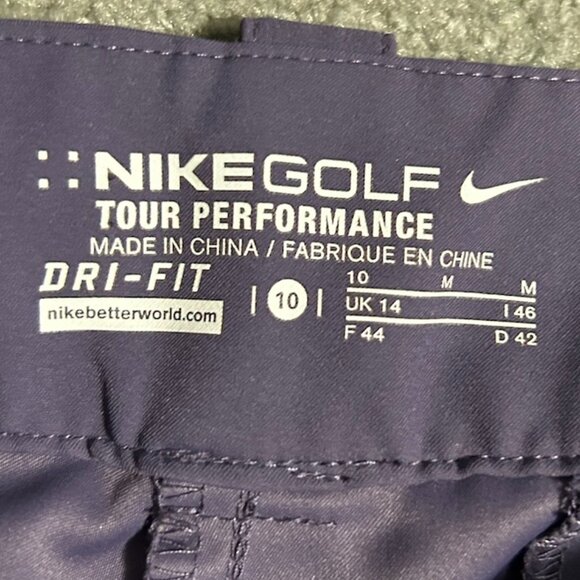 NIKEGOLF
TOUR PERFORMANCE
MADE IN CHINA / FABRIQUE EN CHINE
DRI-FIT
nikebetterworld.com
10
10 M M
UK 14 I 46
F 44 D 42